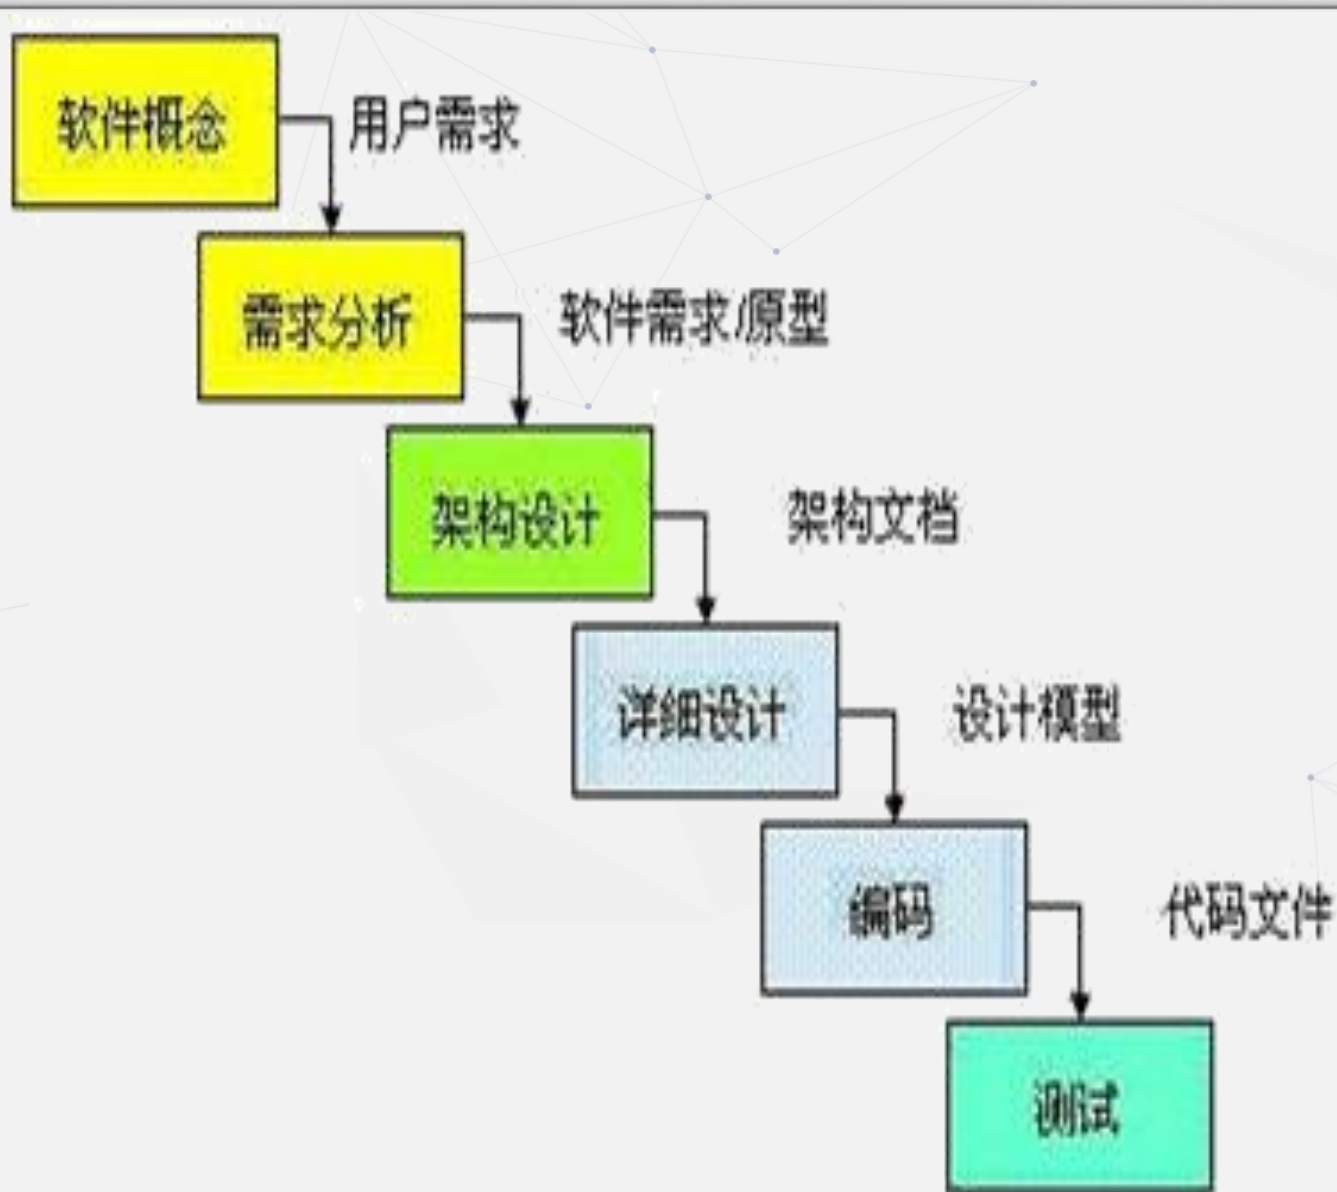 软件概念
用户需求
需求分析
软件需求/原型
架构设计
架构文档
详细设计
设计模型
编码
代码文件
测试